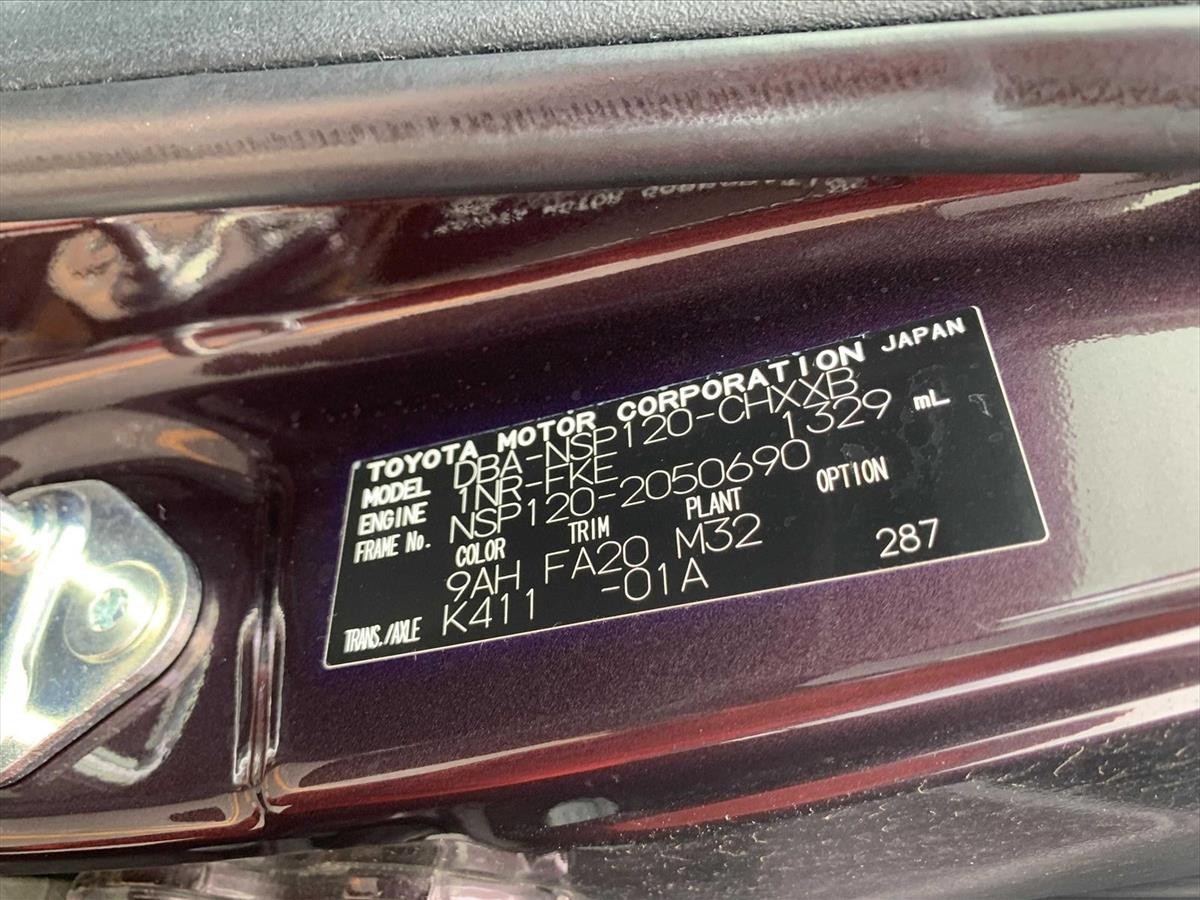 TOYOTA MOTOR CORPORATION JAPAN
MODEL DBA-NSP120-CHXXB
ENGINE 1NR-FKE 1329 mL
FRAME No. NSP120-2050690
COLOR TRIM PLANT OPTION
9AH FA20 M32
TRANS./AXLE K411 -01A 287